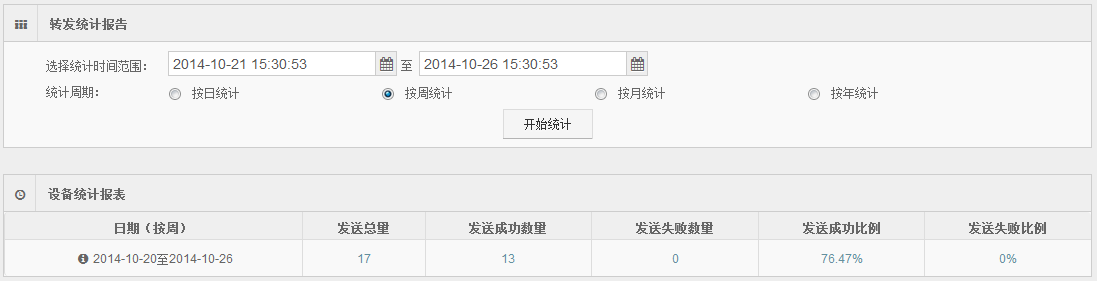 转发统计报告
选择统计时间范围： 2014-10-21 15:30:53 至 2014-10-26 15:30:53
统计周期： 按日统计 按周统计 按月统计 按年统计
开始统计
设备统计报表
日期（按周） 发送总量 发送成功数量 发送失败数量 发送成功比例 发送失败比例
2014-10-20至2014-10-26 17 13 0 76.47% 0%